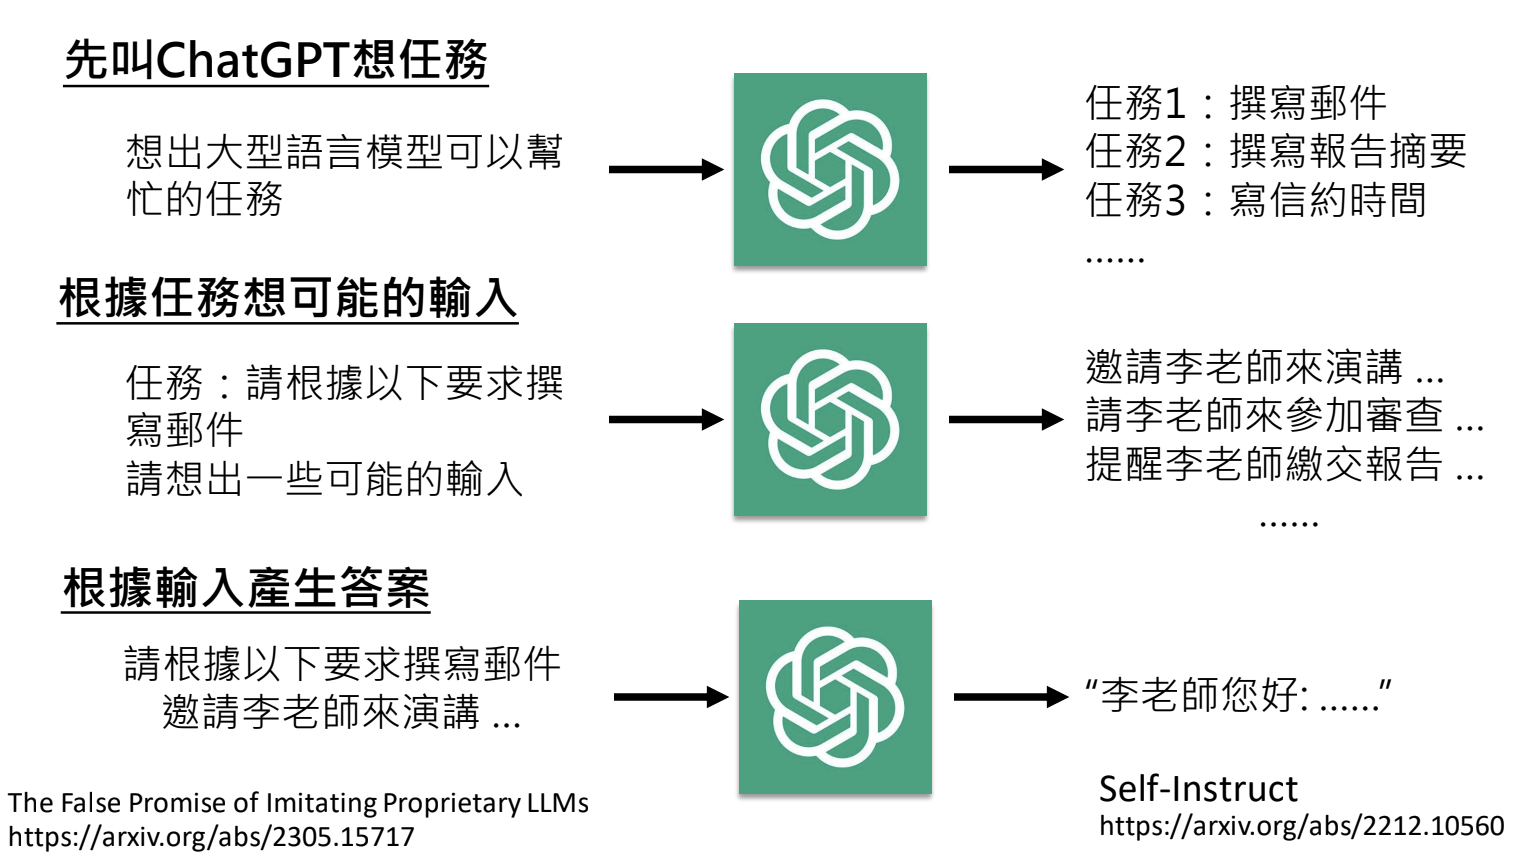 先叫ChatGPT想任務
想出大型語言模型可以幫
忙的任務
任務1：撰寫郵件
任務2：撰寫報告摘要
任務3：寫信約時間
……
根據任務想可能的輸入
任務：請根據以下要求撰
寫郵件
請想出一些可能的輸入
邀請李老師來演講 ...
請李老師來參加審查 ...
提醒李老師繳交報告 ...
……
根據輸入產生答案
請根據以下要求撰寫郵件
邀請李老師來演講 ...
“李老師您好: ……”
The False Promise of Imitating Proprietary LLMs
https://arxiv.org/abs/2305.15717
Self-Instruct
https://arxiv.org/abs/2212.10560